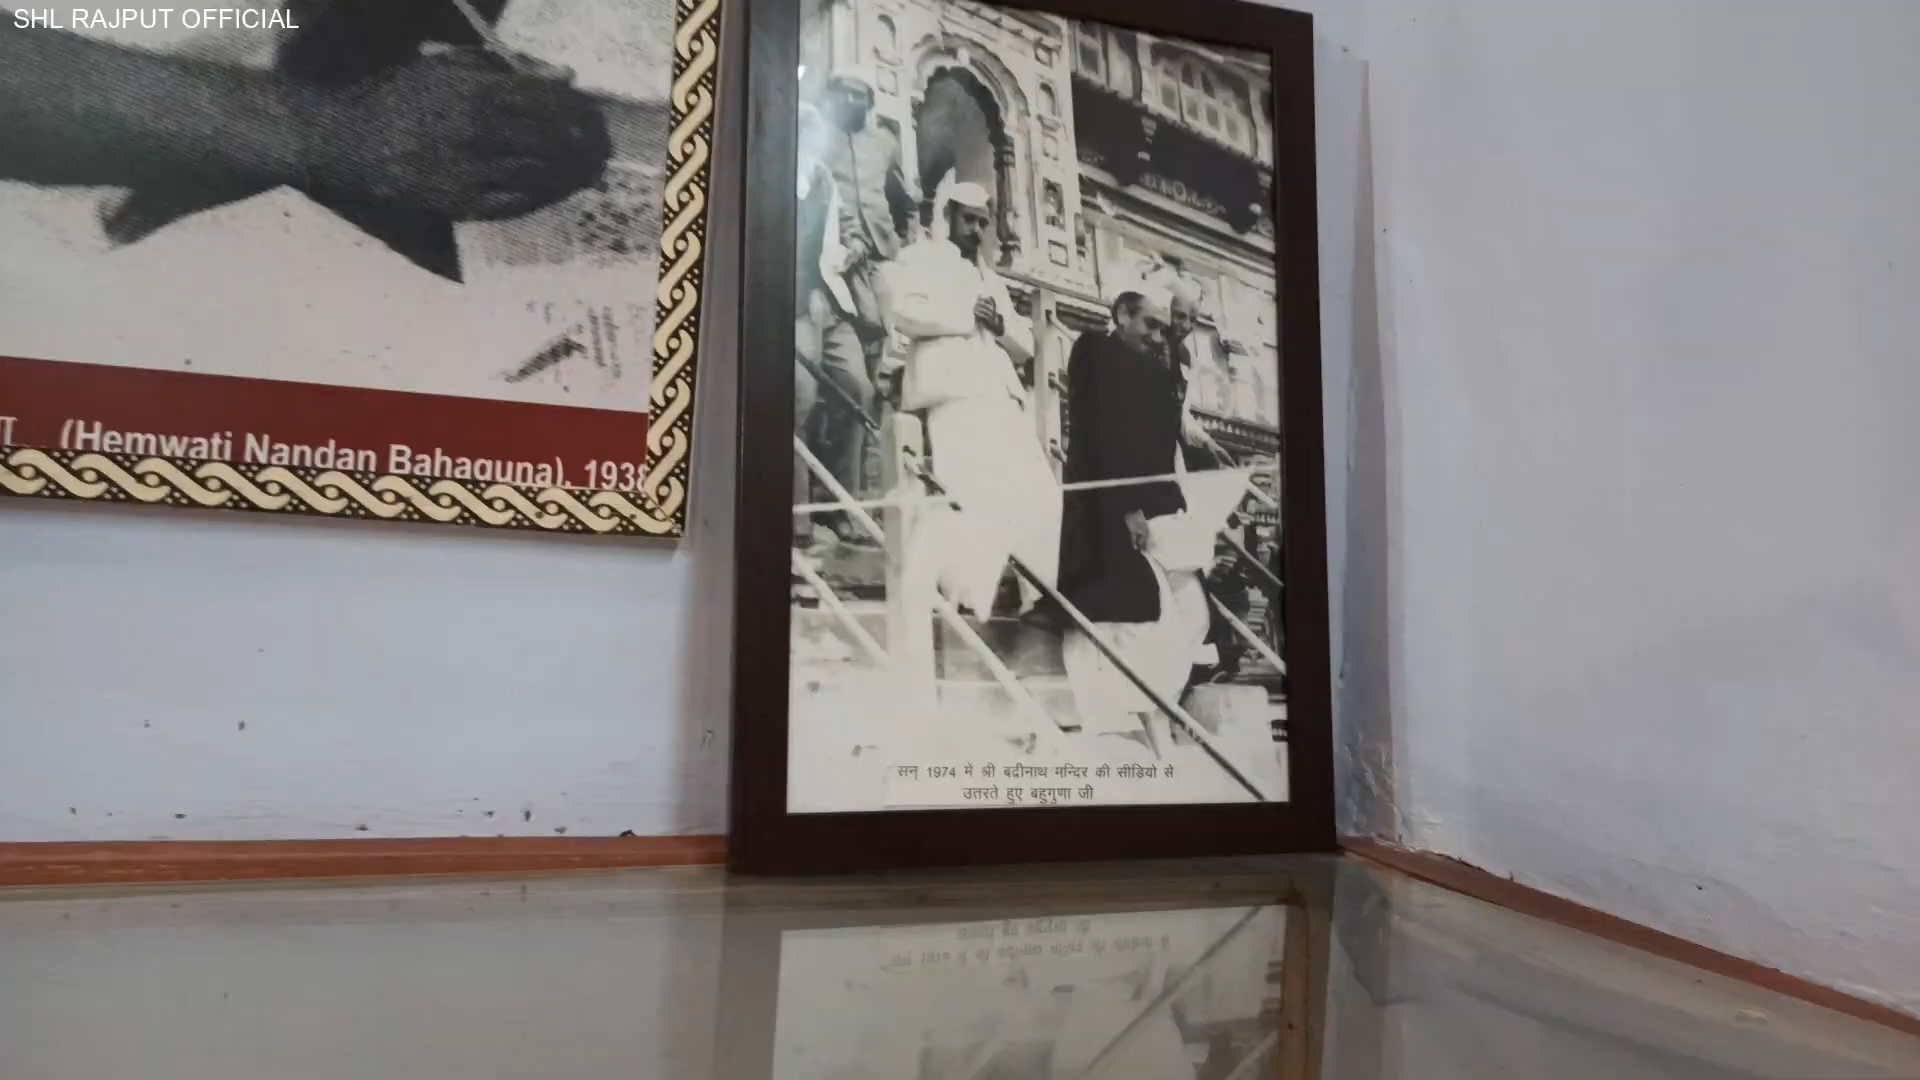 SHL RAJPUT OFFICIAL
(Hemwati Nandan Bahaguna), 1938
सन् 1974 में श्री बद्रीनाथ मन्दिर की सीडियो से
उतरते हुए बहुगुणा जी